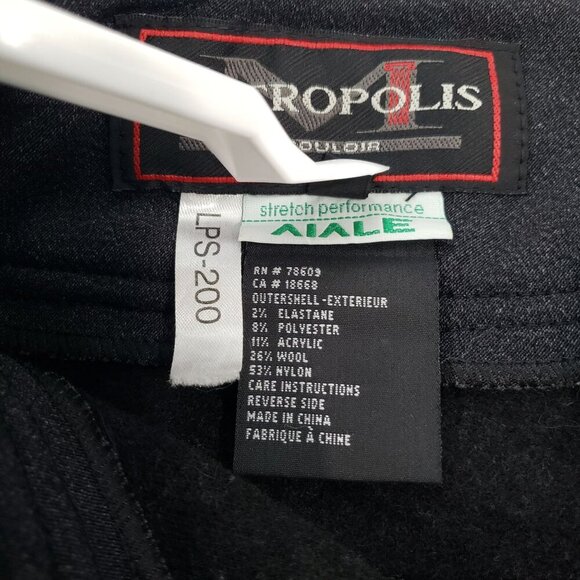 TROPOLIS
OULOIR
stretch performance
LPS-200
RN # 78609
CA # 18668
OUTERSHELL-EXTERIEUR
2% ELASTANE
8% POLYESTER
11% ACRYLIC
26% WOOL
53% NYLON
CARE INSTRUCTIONS
REVERSE SIDE
MADE IN CHINA
FABRIQUE À CHINE